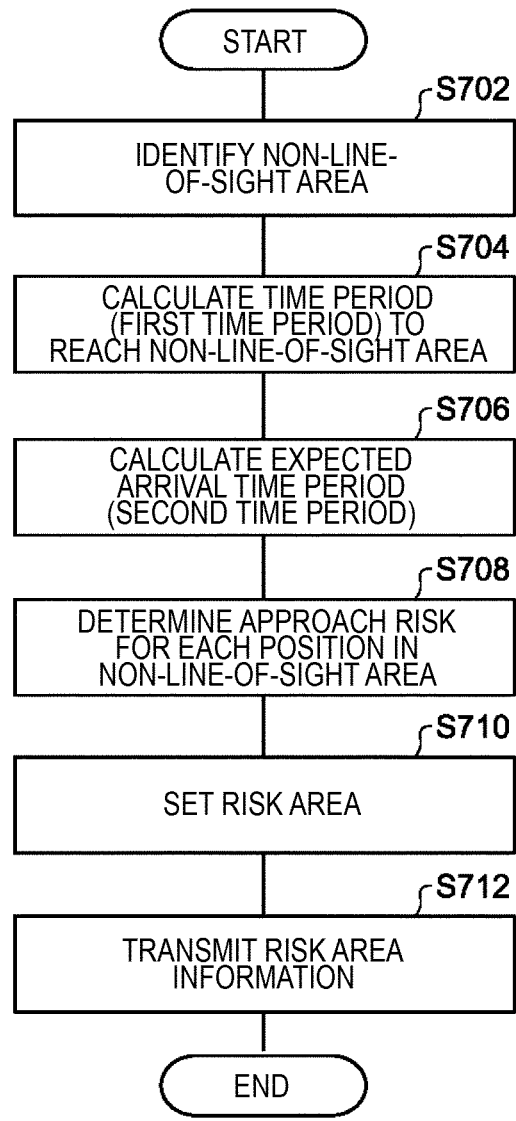 START
S702
IDENTIFY NON-LINE-
OF-SIGHT AREA
S704
CALCULATE TIME PERIOD
(FIRST TIME PERIOD) TO
REACH NON-LINE-OF-SIGHT AREA
S706
CALCULATE EXPECTED
ARRIVAL TIME PERIOD
(SECOND TIME PERIOD)
S708
DETERMINE APPROACH RISK
FOR EACH POSITION IN
NON-LINE-OF-SIGHT AREA
S710
SET RISK AREA
S712
TRANSMIT RISK AREA
INFORMATION
END